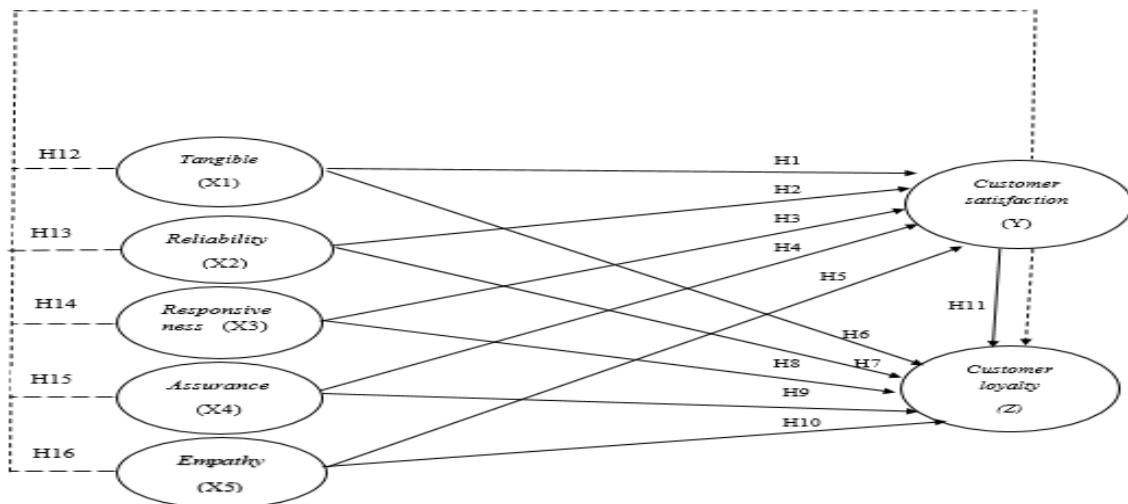 H12
Tangible
(X1)
H1
H2
Customer
satisfaction
(Y)
H13
Reliability
(X2)
H3
H4
H5
H14
Responsive
ness (X3)
H11
H6
H7
H8
H15
Assurance
(X4)
H9
Customer
loyalty
(Z)
H10
H16
Empathy
(X5)